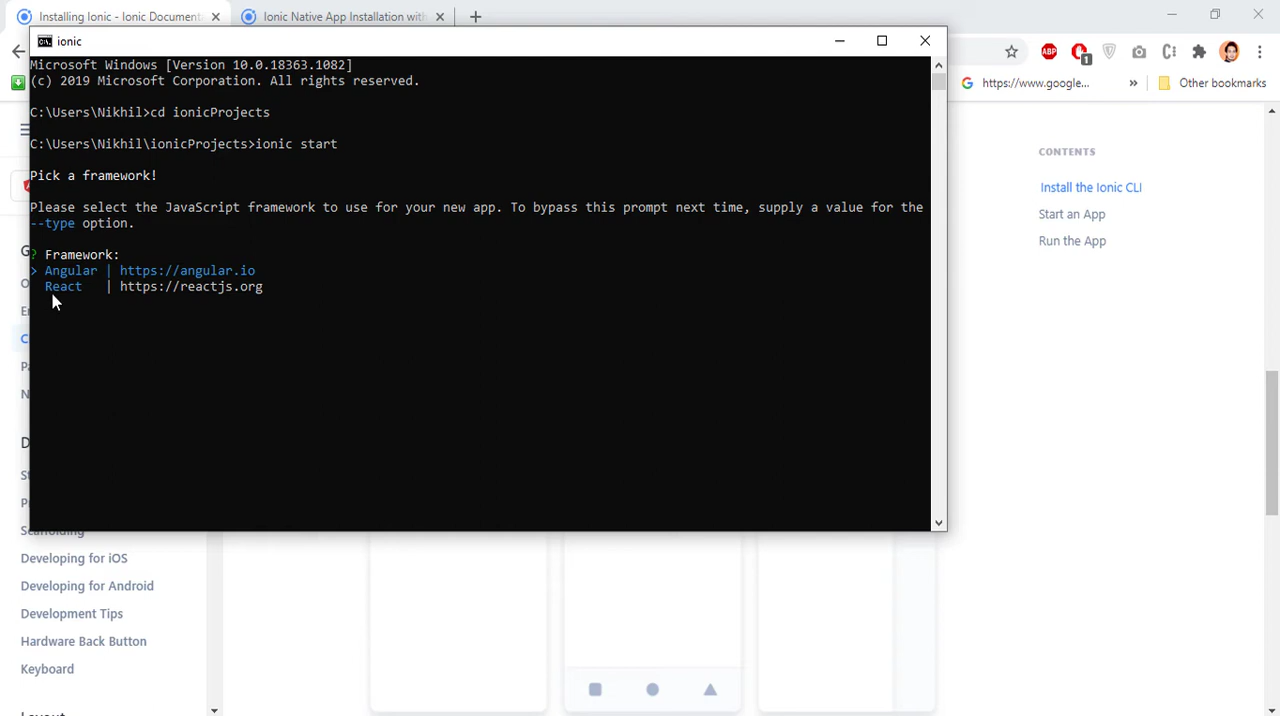 Installing Ionic - Ionic Document
Ionic Native App Installation with
ionic
Microsoft Windows [Version 10.0.18363.1082]
(c) 2019 Microsoft Corporation. All rights reserved.
C:\Users\Nikhil>cd ionicProjects
C:\Users\Nikhil\ionicProjects>ionic start
Pick a framework!
Please select the JavaScript framework to use for your new app. To bypass this prompt next time, supply a value for the
--type option.
? Framework:
> Angular | https://angular.io
React | https://reactjs.org
ABP
1
https://www.google...
»
Other bookmarks
CONTENTS
Install the Ionic CLI
Start an App
Run the App
Scaffolding
Developing for iOS
Developing for Android
Development Tips
Hardware Back Button
Keyboard
Layout